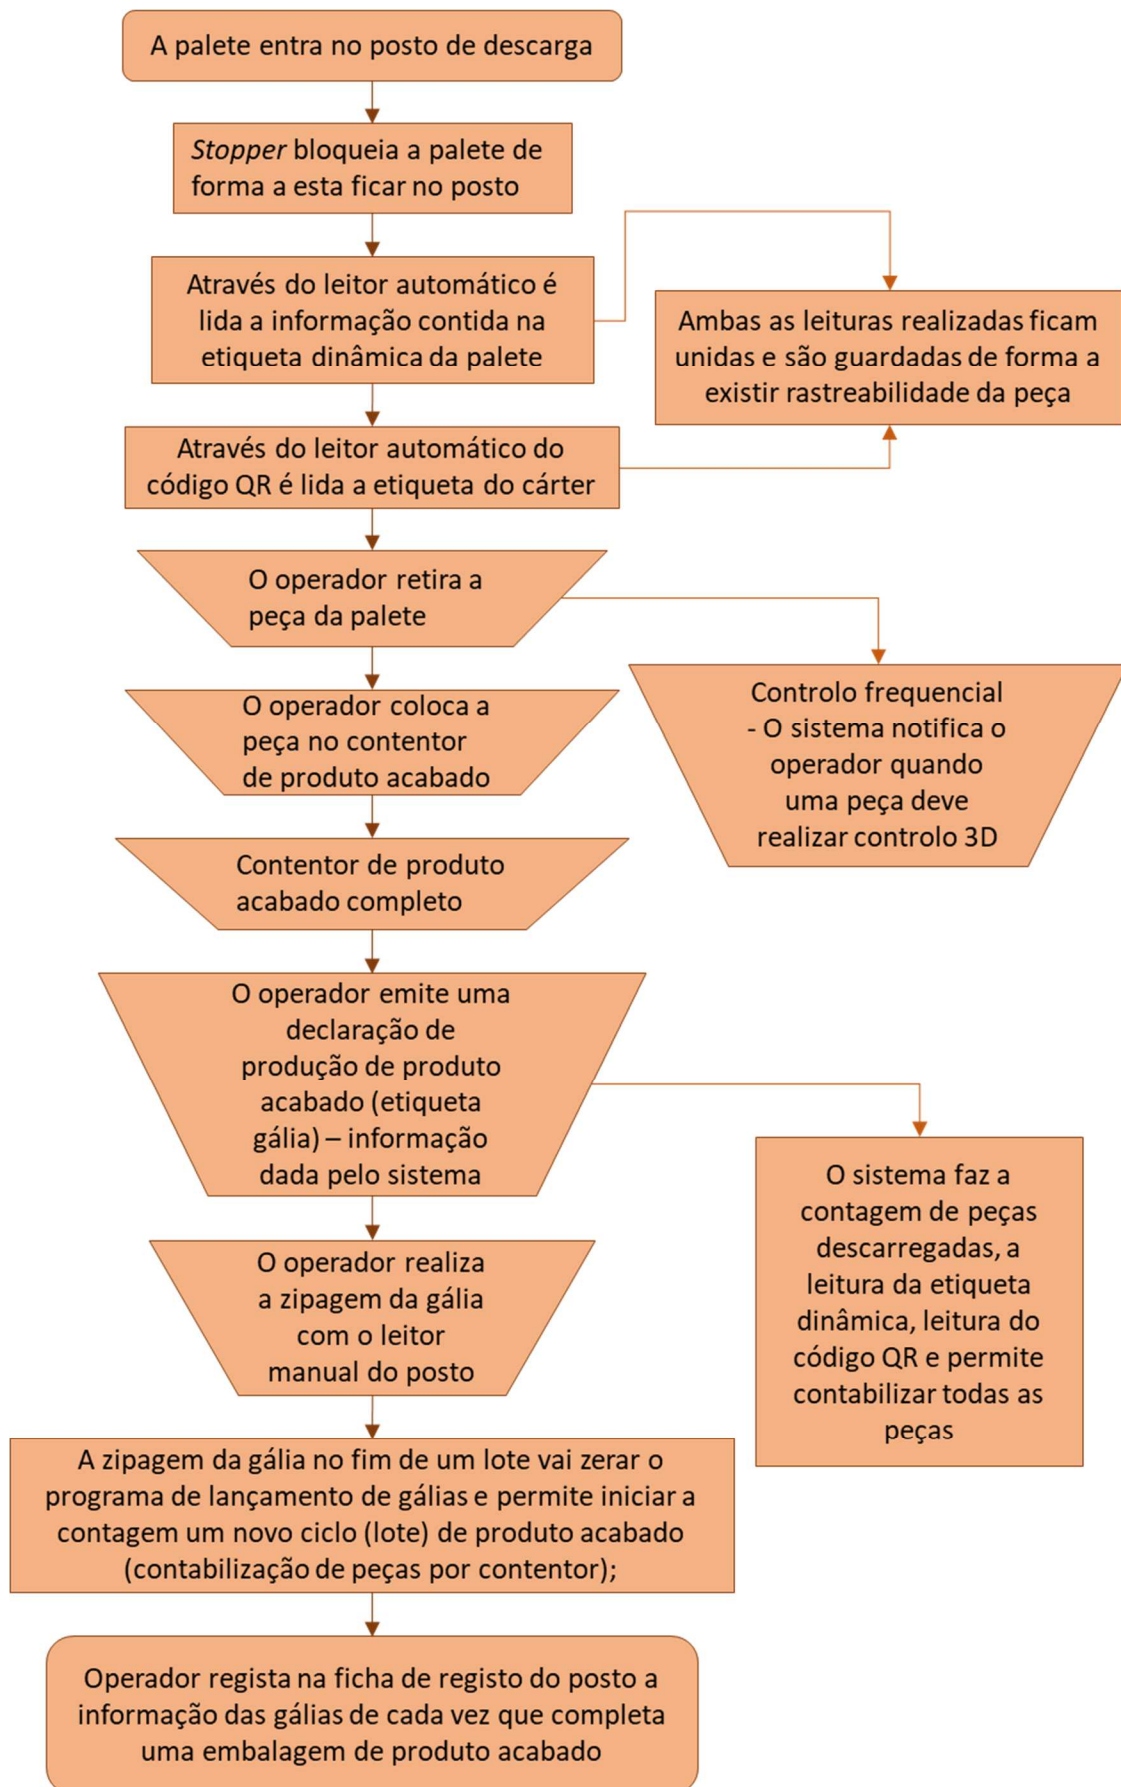 A palete entra no posto de descarga
Stopper bloqueia a palete de
forma a esta ficar no posto
Através do leitor automático é
lida a informação contida na
etiqueta dinâmica da palete
Ambas as leituras realizadas ficam
unidas e são guardadas de forma a
existir rastreabilidade da peça
Através do leitor automático do
código QR é lida a etiqueta do cárter
O operador retira a
peça da palete
Controlo frequencial
- O sistema notifica o
operador quando
uma peça deve
realizar controlo 3D
O operador coloca a
peça no contentor
de produto acabado
Contentor de produto
acabado completo
O operador emite uma
declaração de
produção de produto
acabado (etiqueta
gália) – informação
dada pelo sistema
O sistema faz a
contagem de peças
descarregadas, a
leitura da etiqueta
dinâmica, leitura do
código QR e permite
contabilizar todas as
peças
O operador realiza
a zipagem da gália
com o leitor
manual do posto
A zipagem da gália no fim de um lote vai zerar o
programa de lançamento de gálias e permite iniciar a
contagem um novo ciclo (lote) de produto acabado
(contabilização de peças por contentor);
Operador regista na ficha de registo do posto a
informação das gálias de cada vez que completa
uma embalagem de produto acabado